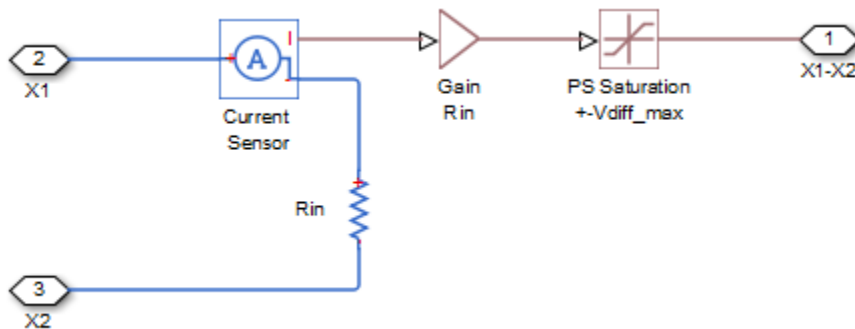 2
X1
A
I
Current
Sensor
Gain
Rin
PS Saturation
+-Vdiff_max
1
X1-X2
+
+
Rin
3
X2